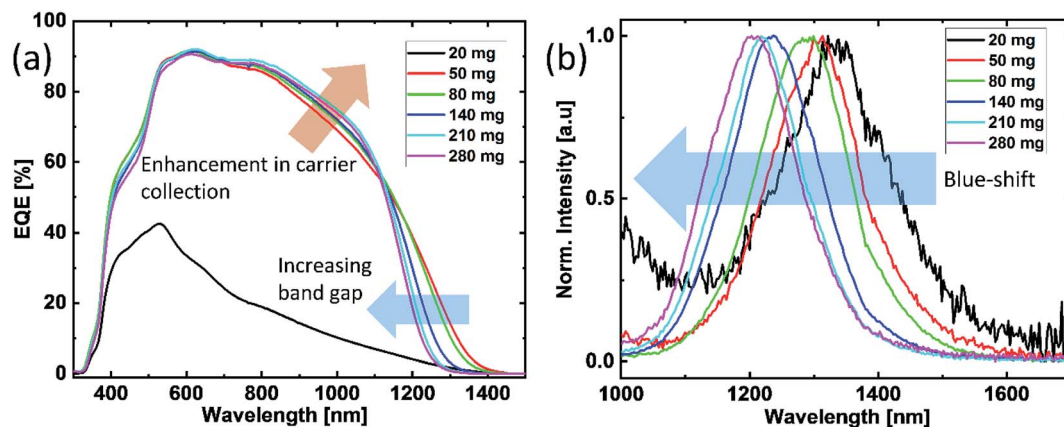 (a)
100
80
60
40
20
0
EQE [%]
400 600 800 1000 1200 1400
Wavelength [nm]
20 mg
50 mg
80 mg
140 mg
210 mg
280 mg
Enhancement in carrier
collection
Increasing
band gap
(b)
1.0
0.5
0.0
Norm. Intensity [a.u]
1000 1200 1400 1600
Wavelength [nm]
20 mg
50 mg
80 mg
140 mg
210 mg
280 mg
Blue-shift